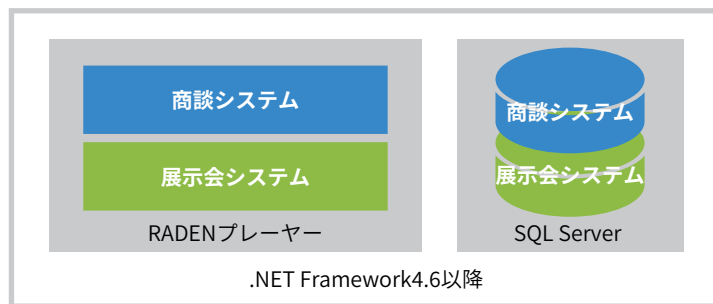 商談システム
展示会システム
RADENプレーヤー
商談システム
展示会システム
SQL Server
.NET Framework4.6以降